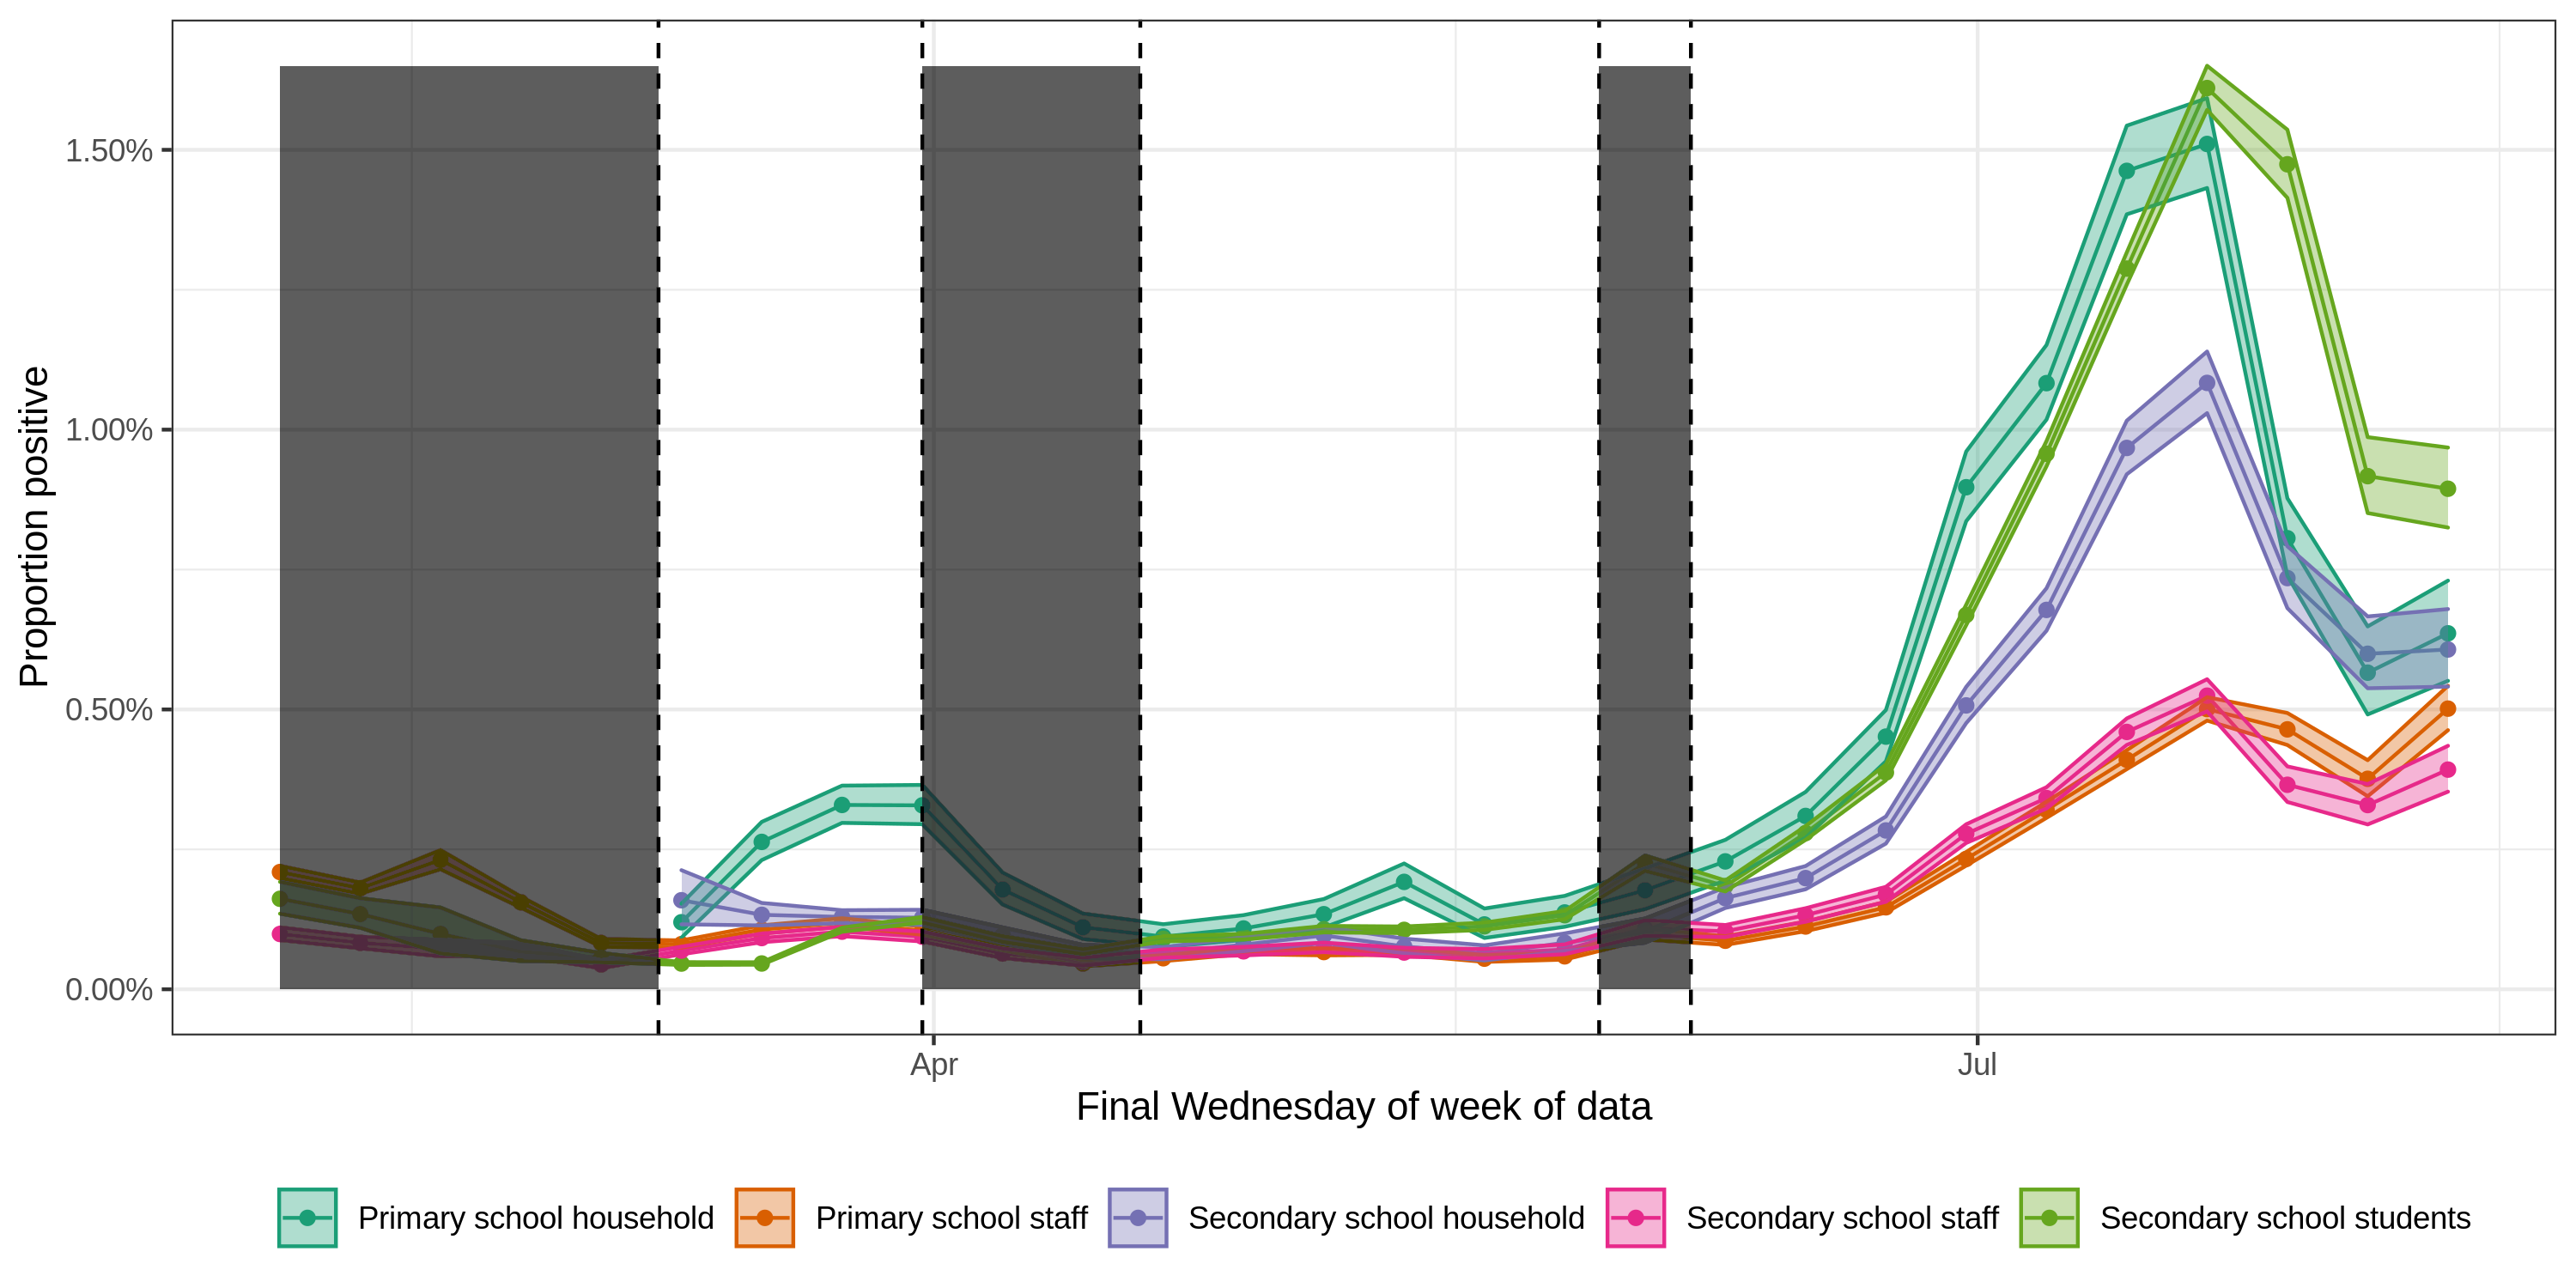 Proportion positive
1.50%
1.00%
0.50%
0.00%
Apr
Jul
Final Wednesday of week of data
Primary school household
Primary school staff
Secondary school household
Secondary school staff
Secondary school students